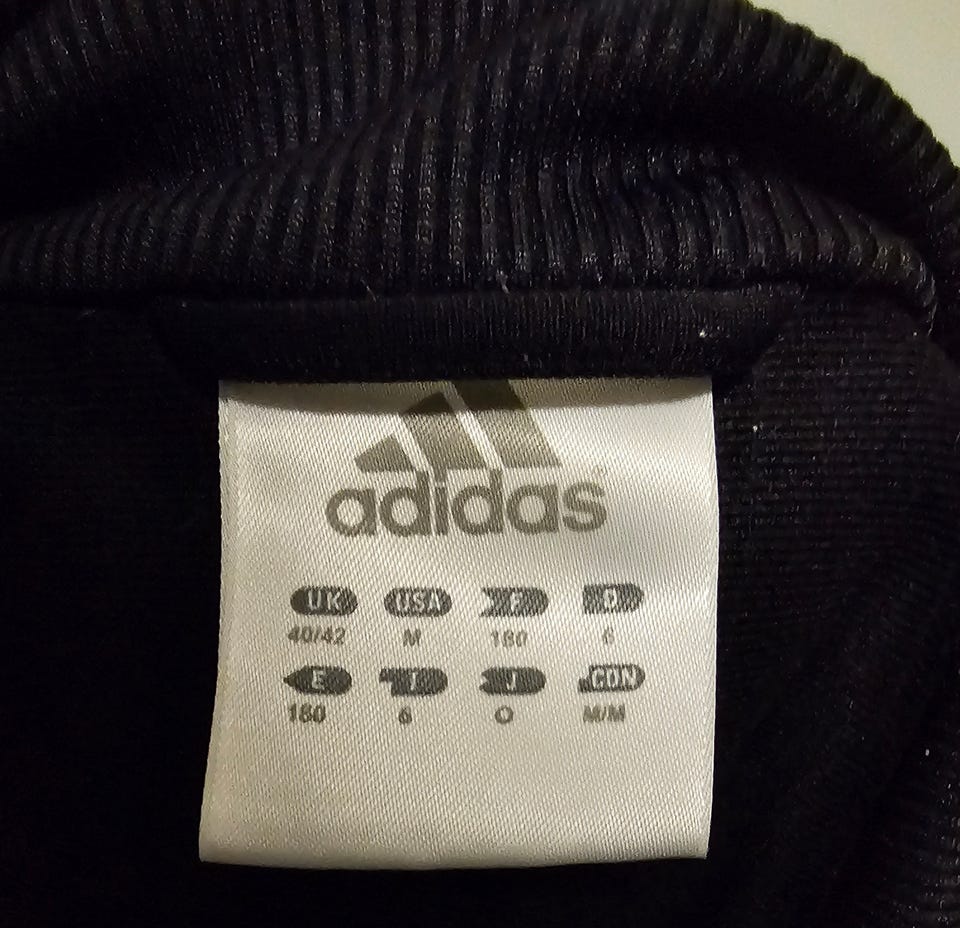 adidas®
UK USA F D
40/42 M 180 6
E I J CDN
180 6 O M/M